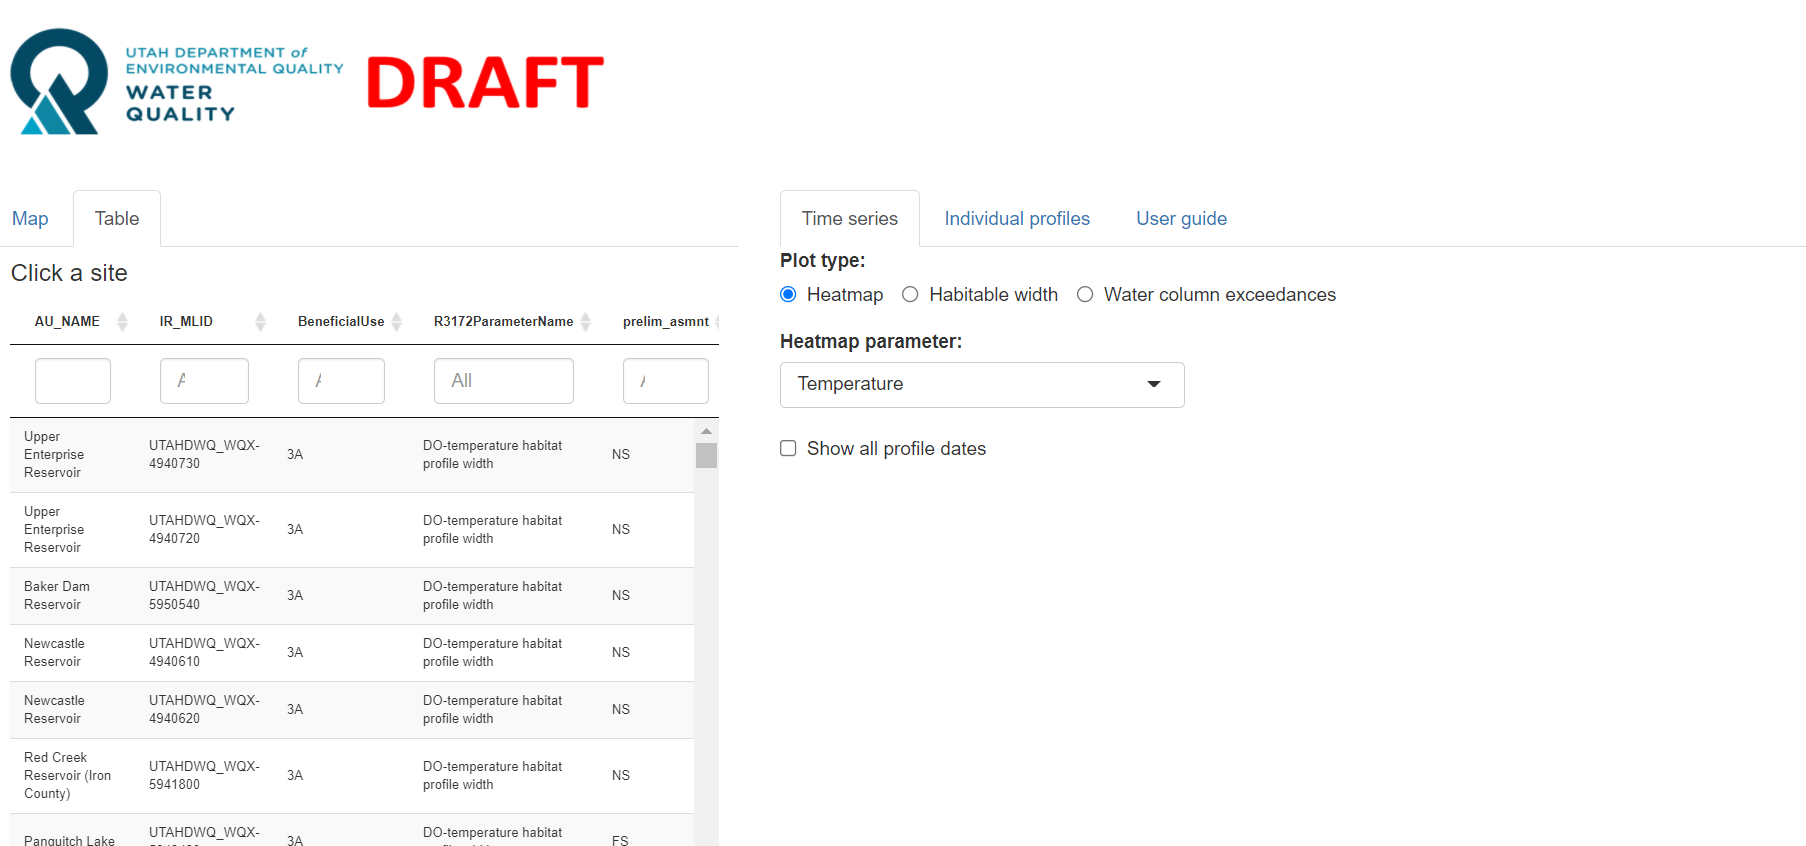 UTAH DEPARTMENT of
ENVIRONMENTAL QUALITY
WATER
QUALITY
DRAFT
Map
Table
Click a site
AU_NAME IR_MLID BeneficialUse R3172ParameterName prelim_asmnt
All
Upper
Enterprise
Reservoir
UTAHDWQ_WQX-
4940730
3A
DO-temperature habitat
profile width
NS
Upper
Enterprise
Reservoir
UTAHDWQ_WQX-
4940720
3A
DO-temperature habitat
profile width
NS
Baker Dam
Reservoir
UTAHDWQ_WQX-
5950540
3A
DO-temperature habitat
profile width
NS
Newcastle
Reservoir
UTAHDWQ_WQX-
4940610
3A
DO-temperature habitat
profile width
NS
Newcastle
Reservoir
UTAHDWQ_WQX-
4940620
3A
DO-temperature habitat
profile width
NS
Red Creek
Reservoir (Iron
County)
UTAHDWQ_WQX-
5941800
3A
DO-temperature habitat
profile width
NS
Panguitch Lake
UTAHDWQ_WQX-
3A
DO-temperature habitat
FS
Time series
Individual profiles
User guide
Plot type:
Heatmap Habitable width Water column exceedances
Heatmap parameter:
Temperature
Show all profile dates